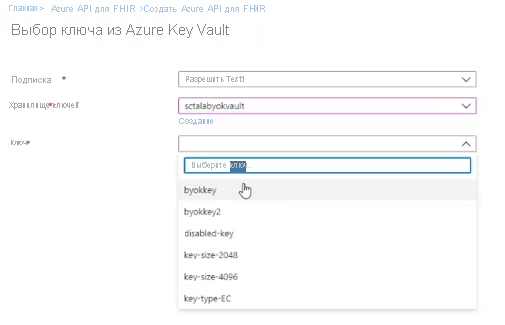 Главная> Azure API для FHIR >Создать Azure API для FHIR
Выбор ключа из Azure Key Vault
Подписка *
Разрешить Test1
Хранилище ключей *
sctalabyokvault
Создание
Ключ *
Выберите ключ.
byokkey
byokkey2
disabled-key
key-size-2048
key-size-4096
key-type-EC